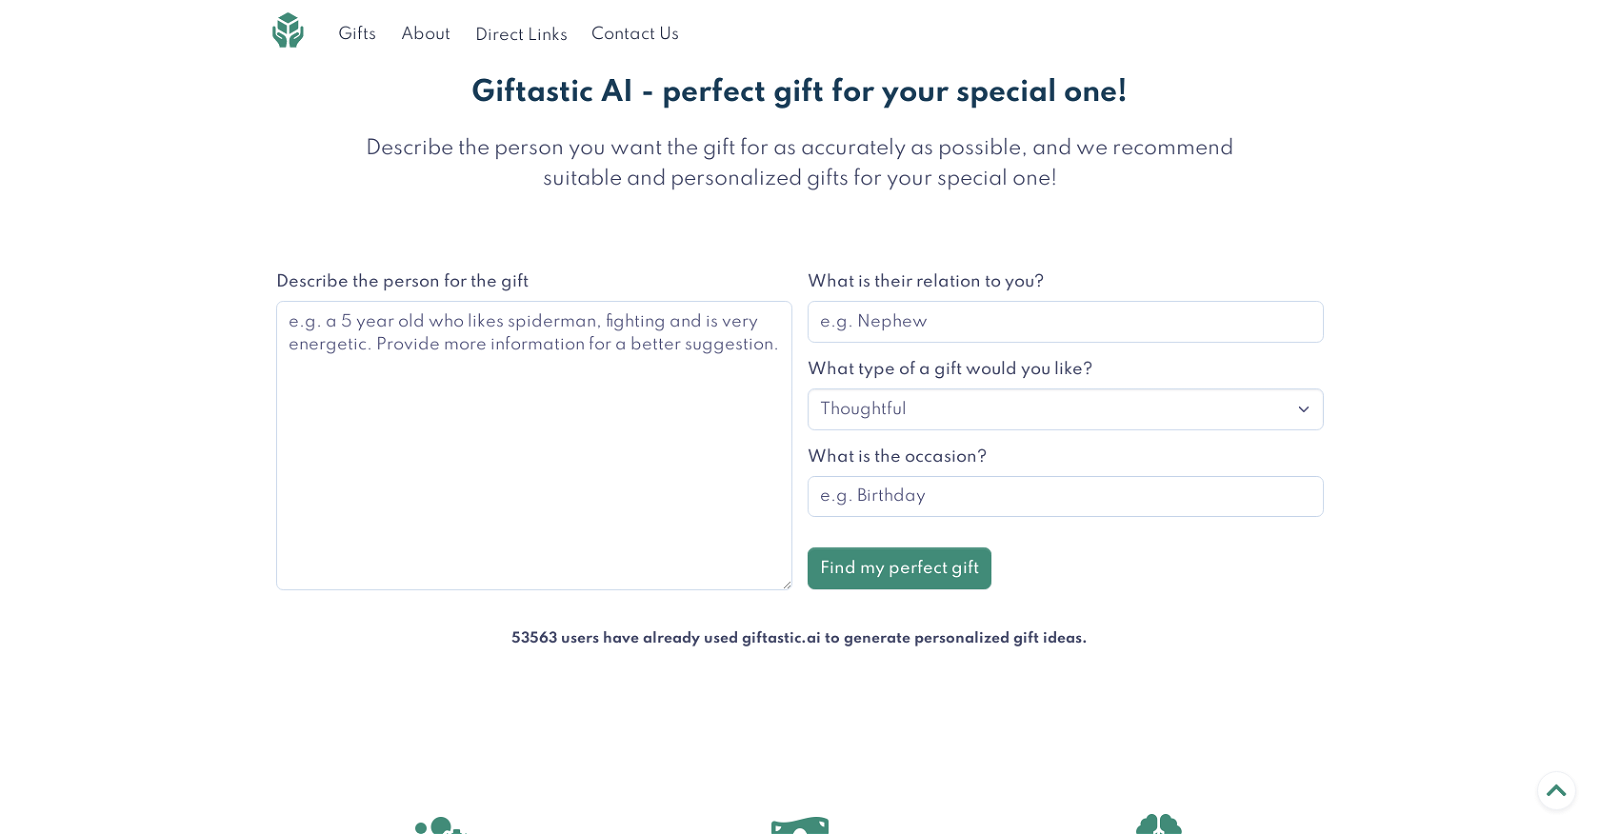 Gifts
About
Direct Links
Contact Us
Giftastic AI - perfect gift for your special one!
Describe the person you want the gift for as accurately as possible, and we recommend
suitable and personalized gifts for your special one!
Describe the person for the gift
e.g. a 5 year old who likes spiderman, fighting and is very
energetic. Provide more information for a better suggestion.
What is their relation to you?
e.g. Nephew
What type of a gift would you like?
Thoughtful
What is the occasion?
e.g. Birthday
Find my perfect gift
53563 users have already used giftastic.ai to generate personalized gift ideas.